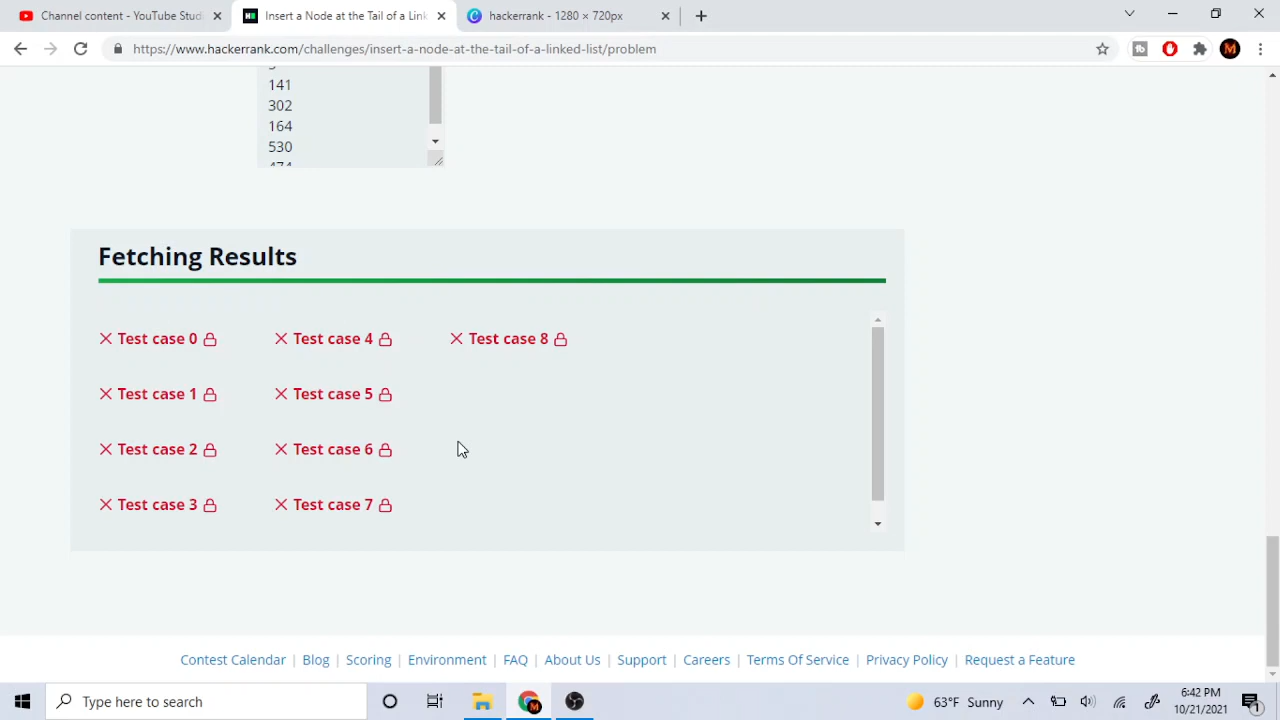 Channel content - YouTube Studi
Insert a Node at the Tail of a Link
hackerrank - 1280 × 720px
https://www.hackerrank.com/challenges/insert-a-node-at-the-tail-of-a-linked-list/problem
M
141
302
164
530
Fetching Results
Test case 0
Test case 4
Test case 8
Test case 1
Test case 5
Test case 2
Test case 6
Test case 3
Test case 7
Contest Calendar | Blog | Scoring | Environment | FAQ | About Us | Support | Careers | Terms Of Service | Privacy Policy | Request a Feature
Type here to search
63°F Sunny
6:42 PM
10/21/2021